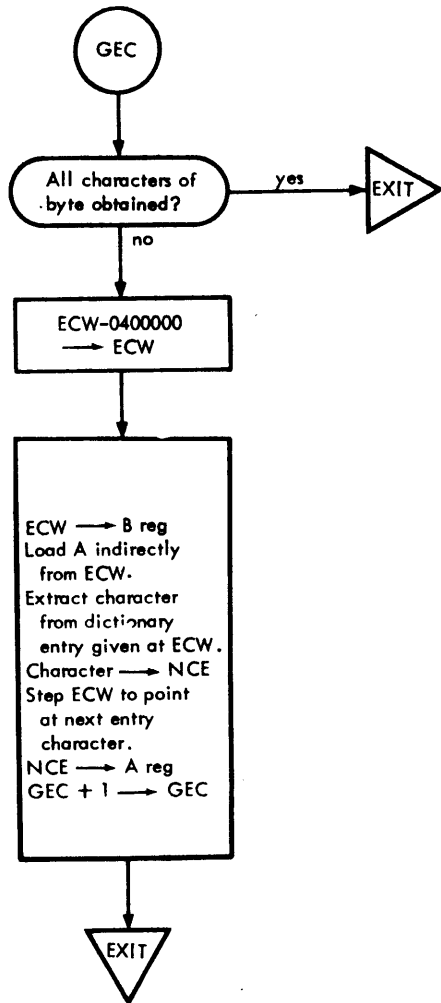 GEC
All characters of
byte obtained?
yes
EXIT
no
ECW-0400000
→ ECW
ECW → B reg
Load A indirectly
from ECW.
Extract character
from dictionary
entry given at ECW.
Character → NCE
Step ECW to point
at next entry
character.
NCE → A reg
GEC + 1 → GEC
EXIT